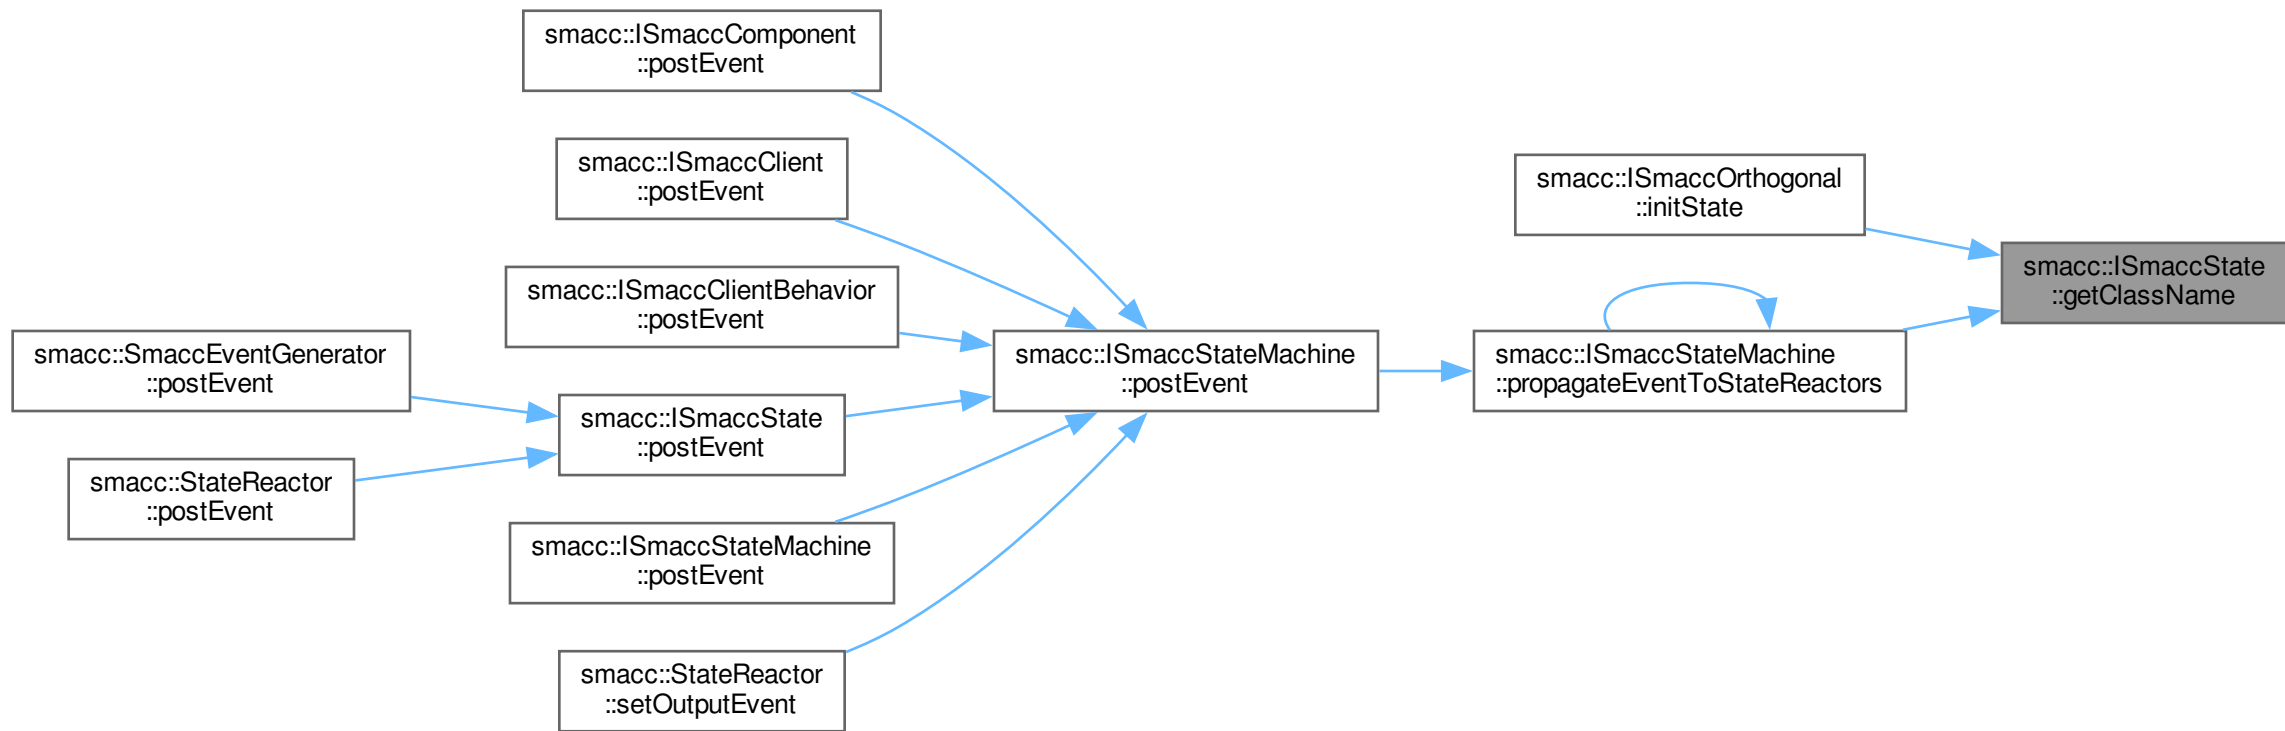 smacc::ISmaccComponent
::postEvent
smacc::ISmaccClient
::postEvent
smacc::ISmaccClientBehavior
::postEvent
smacc::SmaccEventGenerator
::postEvent
smacc::ISmaccState
::postEvent
smacc::StateReactor
::postEvent
smacc::ISmaccStateMachine
::postEvent
smacc::StateReactor
::setOutputEvent
smacc::ISmaccStateMachine
::postEvent
smacc::ISmaccOrthogonal
::initState
smacc::ISmaccStateMachine
::propagateEventToStateReactors
smacc::ISmaccState
::getClassName